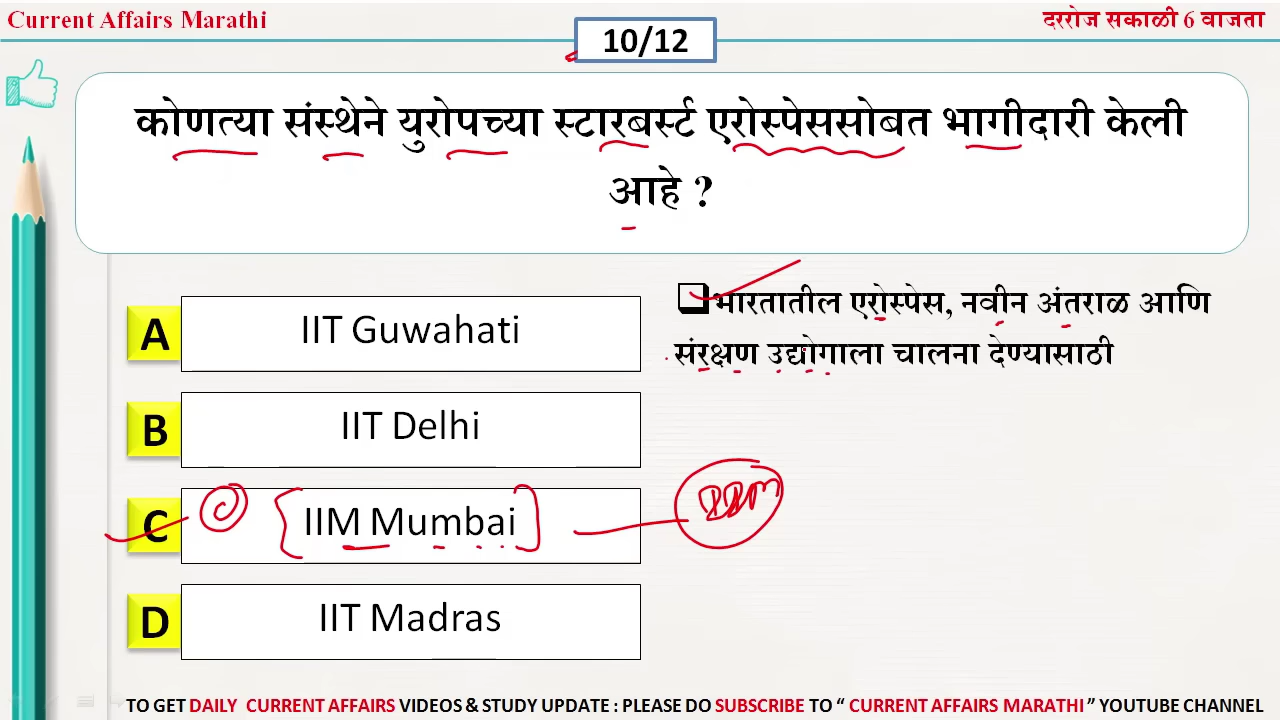 Current Affairs Marathi
दररोज सकाळी 6 वाजता
10/12
कोणत्या संस्थेने युरोपच्या स्टारबर्स्ट एरोस्पेससोबत भागीदारी केली
आहे ?
भारतातील एरोस्पेस, नवीन अंतराळ आणि
संरक्षण उद्योगाला चालना देण्यासाठी
A
IIT Guwahati
B
IIT Delhi
C
IIM Mumbai
D
IIT Madras
TO GET DAILY CURRENT AFFAIRS VIDEOS & STUDY UPDATE : PLEASE DO SUBSCRIBE TO “ CURRENT AFFAIRS MARATHI ” YOUTUBE CHANNEL